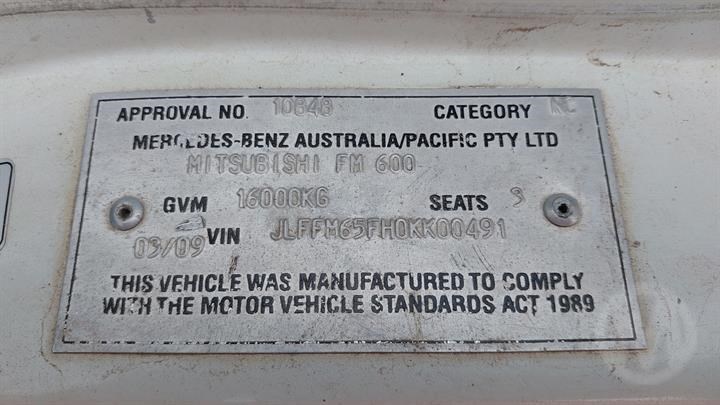 APPROVAL NO. 10848 CATEGORY NC
MERCEDES-BENZ AUSTRALIA/PACIFIC PTY LTD
MITSUBISHI FM 600
GVM 16000KG SEATS 3
03/09 VIN JLFFM65FH0KK00491
THIS VEHICLE WAS MANUFACTURED TO COMPLY
WITH THE MOTOR VEHICLE STANDARDS ACT 1989